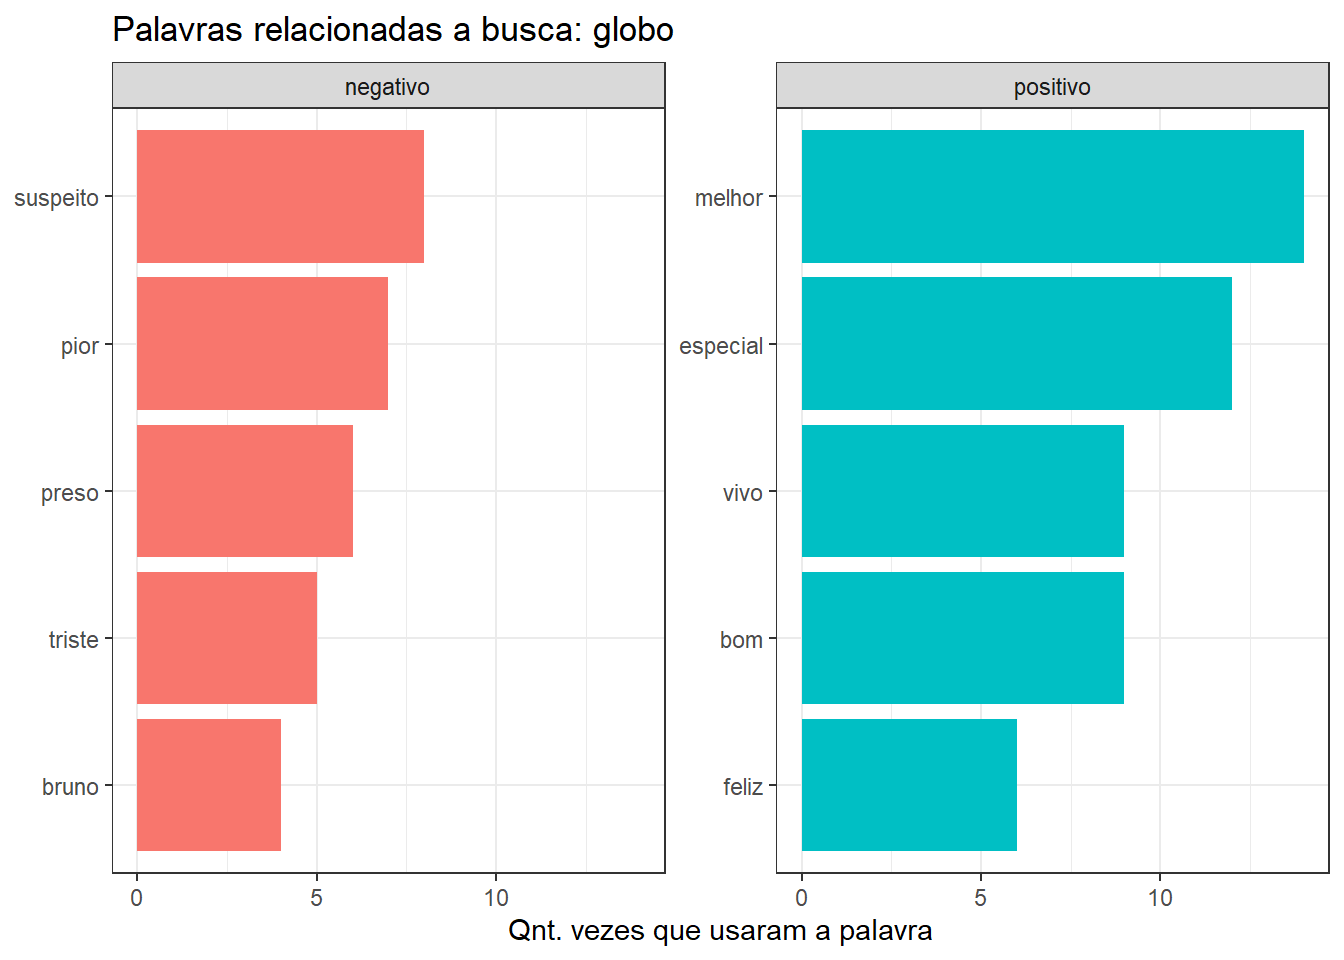 Palavras relacionadas a busca: globo
negativo
suspeito
pior
preso
triste
bruno
0 5 10
positivo
melhor
especial
vivo
bom
feliz
0 5 10
Qnt. vezes que usaram a palavra